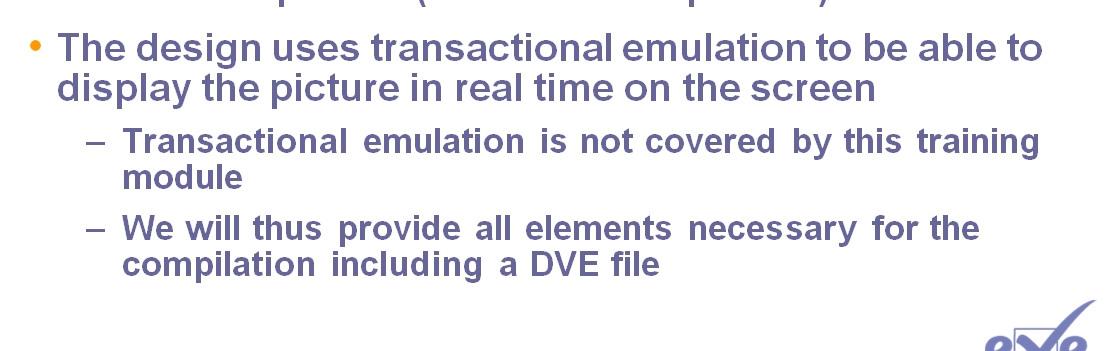 • The design uses transactional emulation to be able to
display the picture in real time on the screen
– Transactional emulation is not covered by this training
module
– We will thus provide all elements necessary for the
compilation including a DVE file
eve